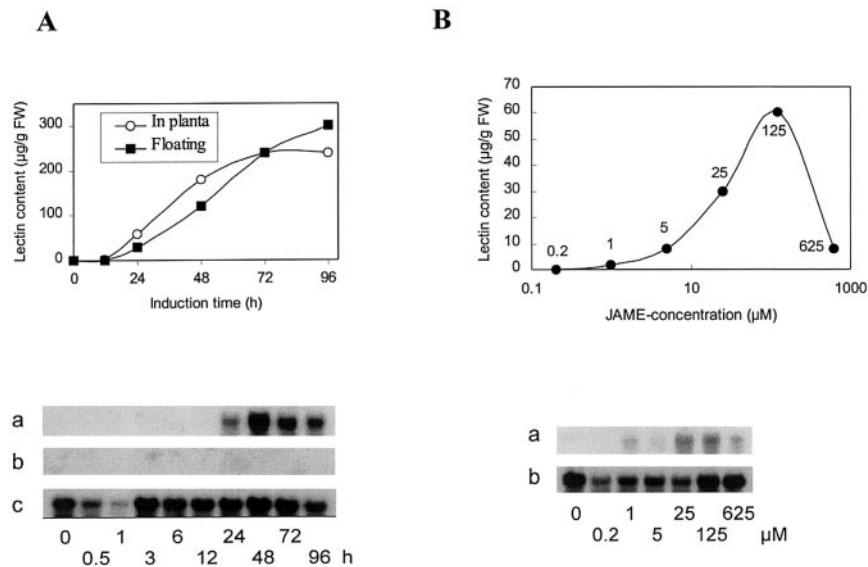 A
B
Lectin content (µg/g FW)
300
200
100
0
In planta
Floating
0 24 48 72 96
Induction time (h)
Lectin content (µg/g FW)
70
60
50
40
30
20
10
0
0.2
1
5
25
125
625
0.1 10 1000
JAME-concentration (µM)
a
b
c
0 1 6 24 72
0.5 3 12 48 96 h
a
b
0 1 25 625
0.2 5 125 µM